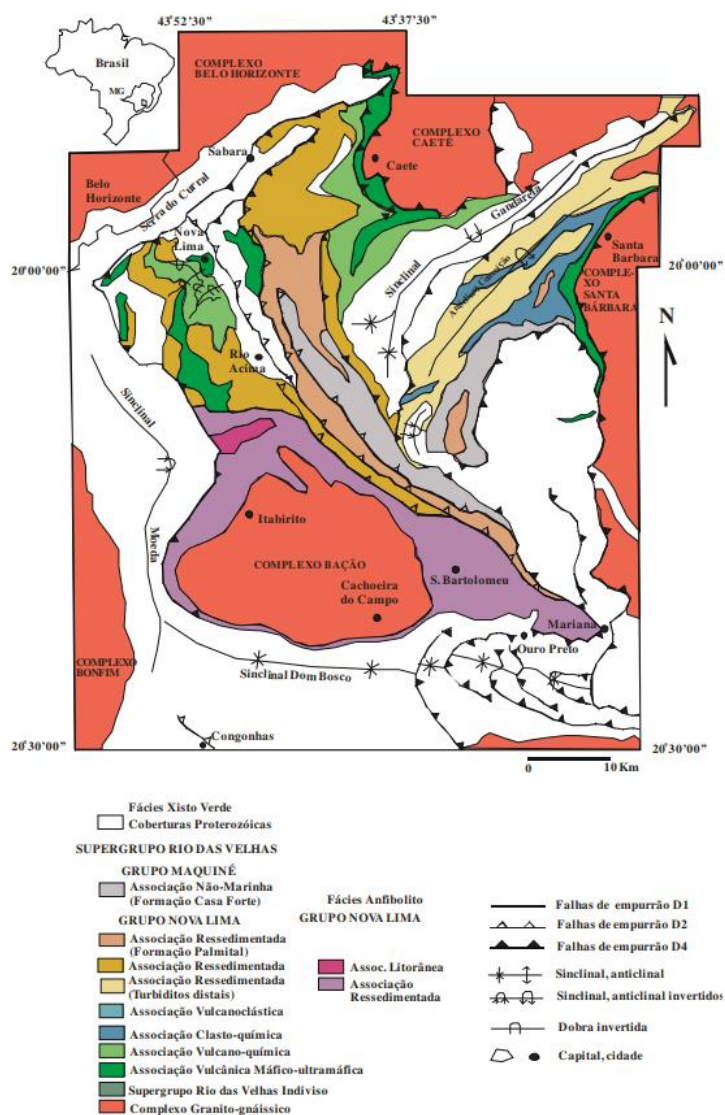 43°52'30"
43°37'30"
Brasil
MG
COMPLEXO
BELO HORIZONTE
COMPLEXO
CAETÉ
Sabara
Caete
Belo
Horizonte
Serra do Curral
Gandarela
Nova
Lima
Santa
Barbara
20°00'00"
20°00'00"
Sinclinal
COMPLE-
XO
SANTA
BÁRBARA
N
Rio
Acima
Sinclinal
Moeda
Itabirito
COMPLEXO BAÇÃO
S. Bartolomeu
Cachoeira
do Campo
Mariana
Ouro Preto
COMPLEXO
BONFIM
Sinclinal Dom Bosco
Congonhas
20°30'00"
20°30'00"
0 10 Km
Fácies Xisto Verde
Coberturas Proterozóicas
SUPERGRUPO RIO DAS VELHAS
GRUPO MAQUINÉ
Associação Não-Marinha
(Formação Casa Forte)
GRUPO NOVA LIMA
Associação Ressedimentada
(Formação Palmital)
Associação Ressedimentada
Associação Ressedimentada
(Turbiditos distais)
Associação Vulcanoclástica
Associação Clasto-química
Associação Vulcano-química
Associação Vulcânica Máfico-ultramáfica
Supergrupo Rio das Velhas Indiviso
Complexo Granito-gnáissico
Fácies Anfibolito
GRUPO NOVA LIMA
Assoc. Litorânea
Associação
Ressedimentada
Falhas de empurrão D1
Falhas de empurrão D2
Falhas de empurrão D4
Sinclinal, anticlinal
Sinclinal, anticlinal invertidos
Dobra invertida
Capital, cidade